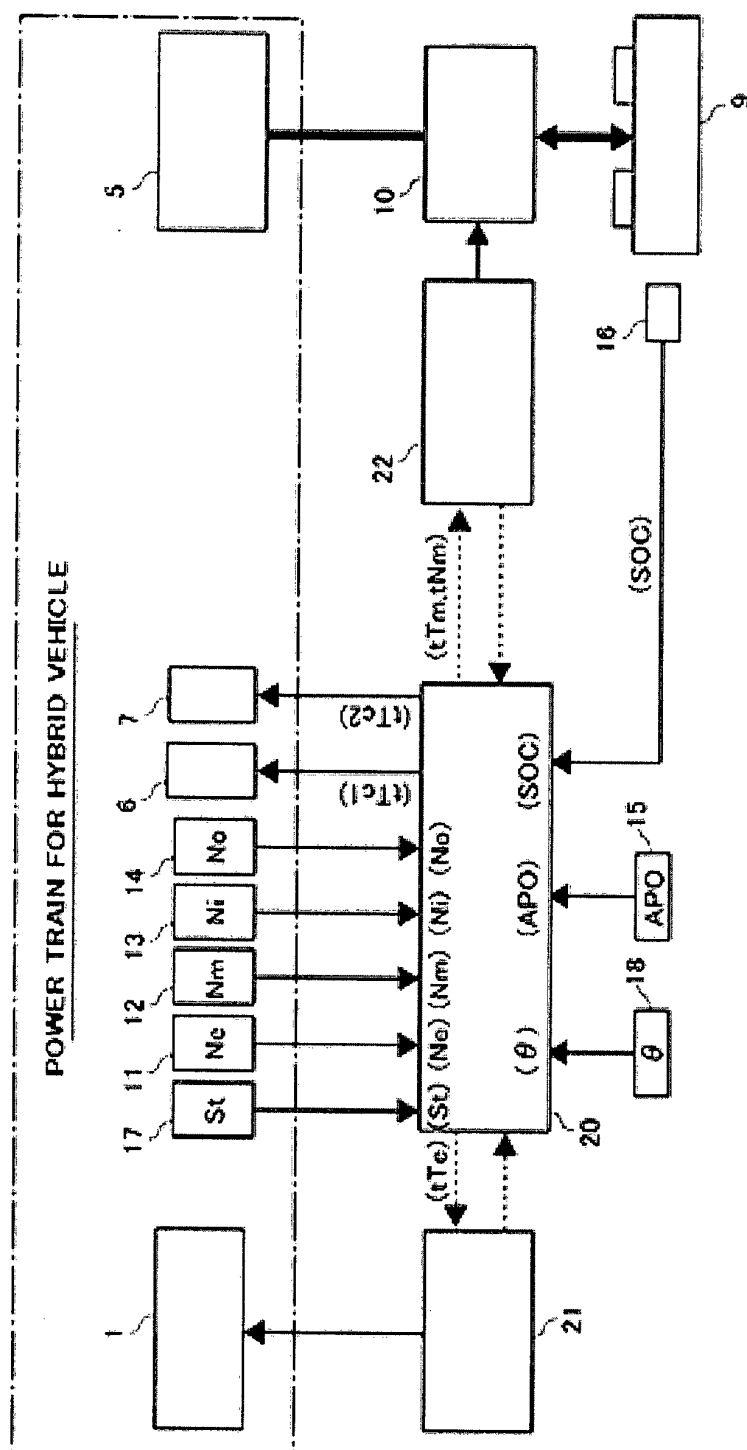 POWER TRAIN FOR HYBRID VEHICLE
1
17
11
12
13
14
6
7
5
St
Ne
Nm
Ni
No
(tTc1)
(tTc2)
(tTe)
(St) (Ne) (Nm) (Ni) (No)
(tTm,tNm)
(θ)
(APO)
(SOC)
21
20
22
10
18
θ
15
APO
(SOC)
16
9